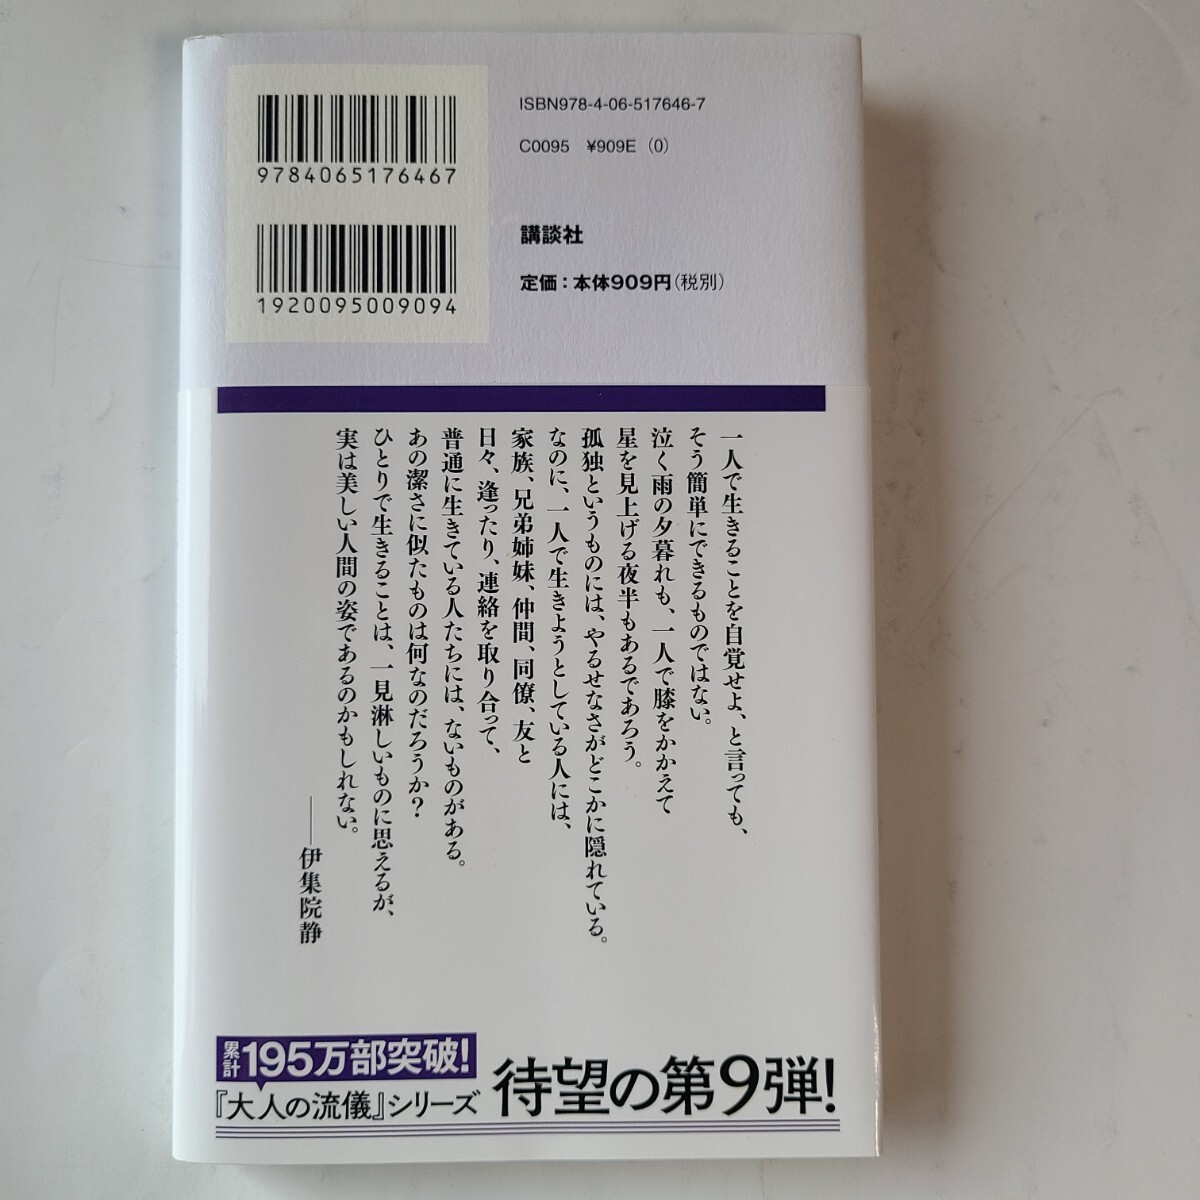 ISBN978-4-06-517646-7
C0095 ¥909E (0)
9784065176467
1920095009094
講談社
定価：本体909円(税別)
一人で生きることを自覚せよ、と言っても、
そう簡単にできるものではない。
泣く雨の夕暮れも、一人で膝をかかえて
星を見上げる夜半もあるであろう。
孤独というものには、やるせなさがどこかに隠れている。
なのに、一人で生きようとしている人には、
家族、兄弟姉妹、仲間、同僚、友と
日々、逢ったり、連絡を取り合って、
普通に生きている人たちには、ないものがある。
あの潔さに似たものは何なのだろうか？
ひとりで生きることは、一見淋しいものに思えるが、
実は美しい人間の姿であるのかもしれない。
――伊集院静
累計195万部突破!
『大人の流儀』シリーズ
待望の第9弾!